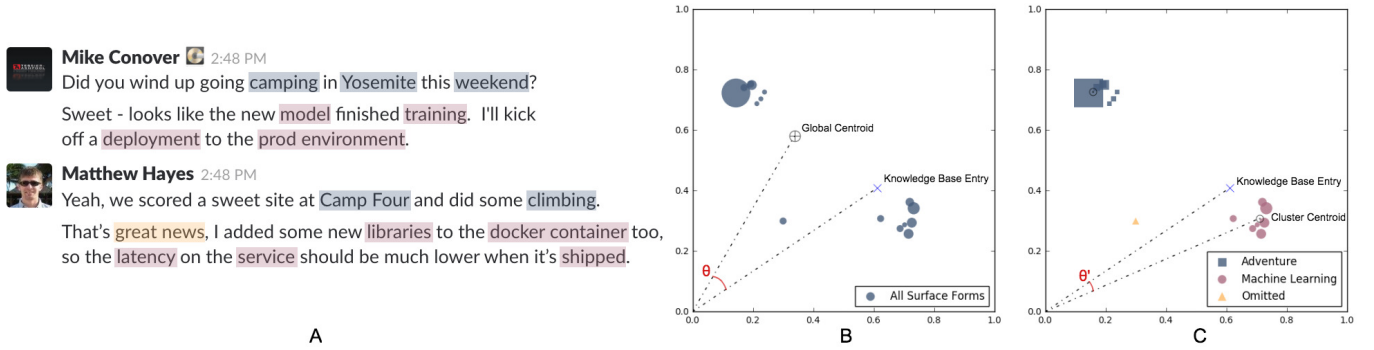 Mike Conover 2:48 PM
Did you wind up going camping in Yosemite this weekend?
Sweet - looks like the new model finished training. I'll kick
off a deployment to the prod environment.
Matthew Hayes 2:48 PM
Yeah, we scored a sweet site at Camp Four and did some climbing.
That's great news, I added some new libraries to the docker container too,
so the latency on the service should be much lower when it's shipped.
A
1.0
0.8
0.6
0.4
0.2
0.0
Global Centroid
Knowledge Base Entry
θ
All Surface Forms
0.0 0.2 0.4 0.6 0.8 1.0
B
1.0
0.8
0.6
0.4
0.2
0.0
Knowledge Base Entry
Cluster Centroid
θ'
Adventure
Machine Learning
Omitted
0.0 0.2 0.4 0.6 0.8 1.0
C